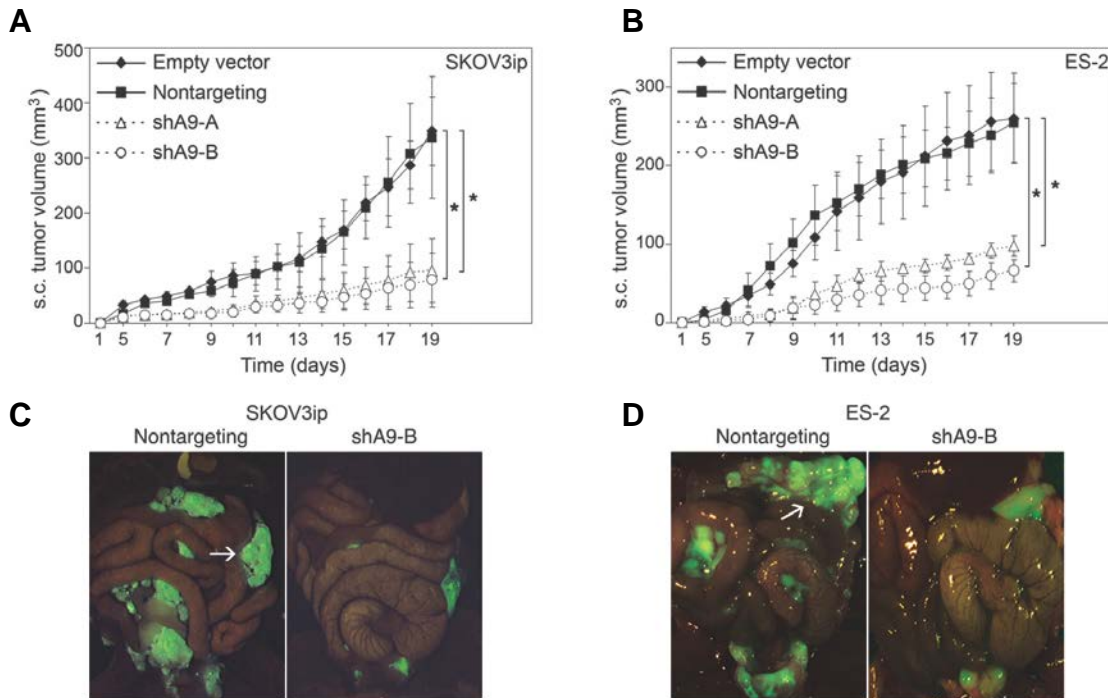 A
SKOV3ip
Empty vector
Nontargeting
shA9-A
shA9-B
s.c. tumor volume (mm³)
500
400
300
200
100
0
* *
1 5 7 9 11 13 15 17 19
Time (days)
B
ES-2
Empty vector
Nontargeting
shA9-A
shA9-B
s.c. tumor volume (mm³)
300
200
100
0
* *
1 5 7 9 11 13 15 17 19
Time (days)
C
SKOV3ip
Nontargeting shA9-B
D
ES-2
Nontargeting shA9-B